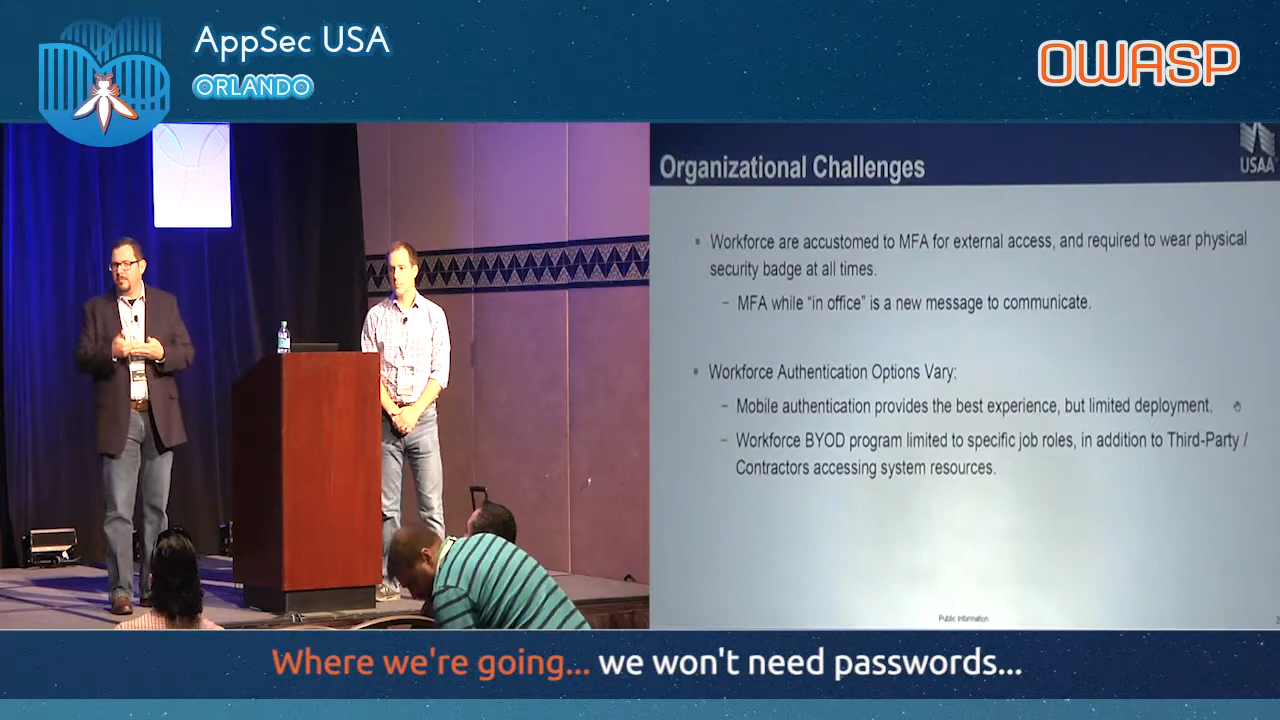 AppSec USA
ORLANDO
OWASP
Organizational Challenges
USAA
Workforce are accustomed to MFA for external access, and required to wear physical
security badge at all times.
– MFA while “in office” is a new message to communicate.
Workforce Authentication Options Vary:
– Mobile authentication provides the best experience, but limited deployment.
– Workforce BYOD program limited to specific job roles, in addition to Third-Party /
Contractors accessing system resources.
Public Information
Where we're going... we won't need passwords...